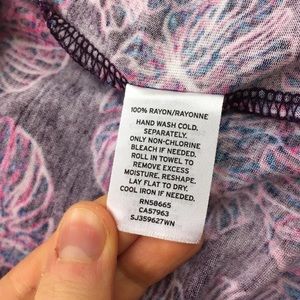 100% RAYON/RAYONNE
HAND WASH COLD.
SEPARATELY.
ONLY NON-CHLORINE
BLEACH IF NEEDED.
ROLL IN TOWEL TO
REMOVE EXCESS
MOISTURE, RESHAPE.
LAY FLAT TO DRY.
COOL IRON IF NEEDED.
RN58665
CA57963
SJ359627WN